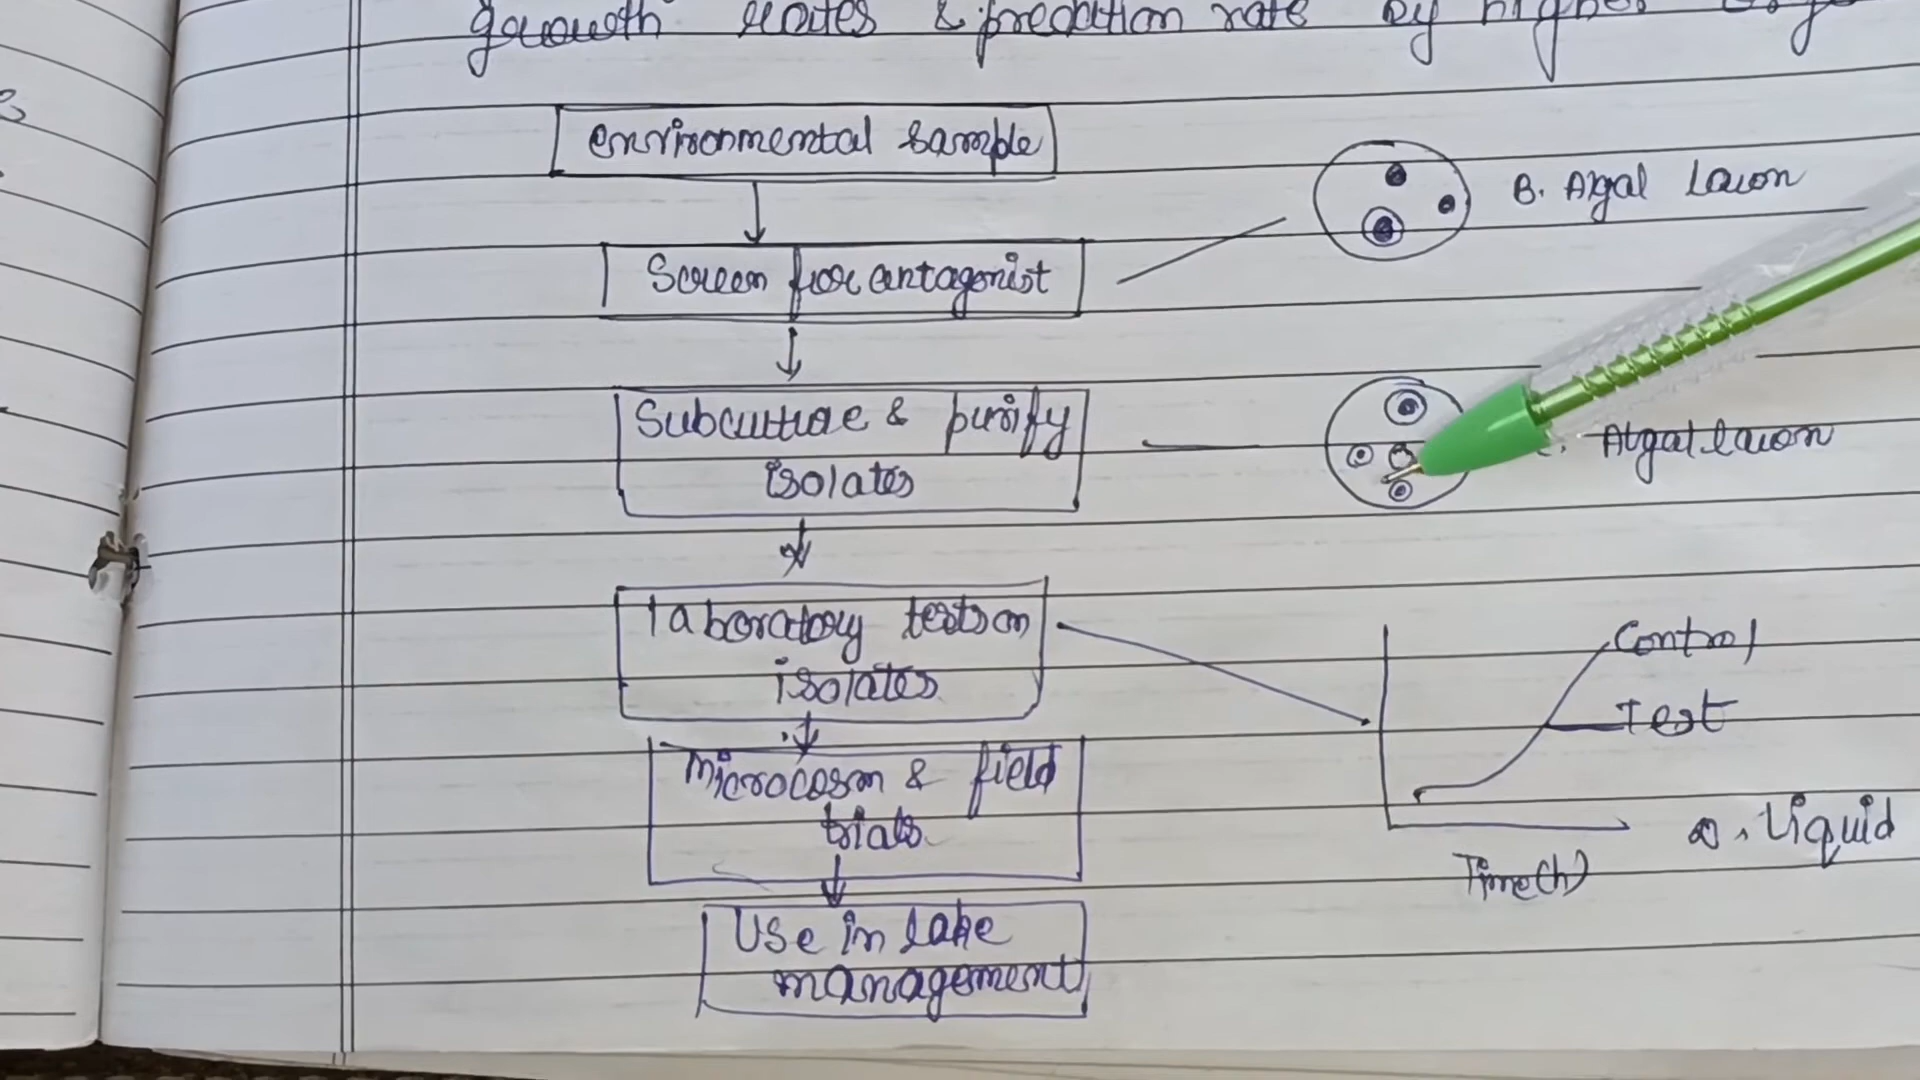 growth rates & predation rate by higher
environmental sample
B. Algal Lawn
Screen for antagonist
Subculture & purify
isolates
Algal lawn
laboratory tests on
isolates
Control
Test
Microcosm & field
trials
Liquid
Time(h)
Use in lake
management